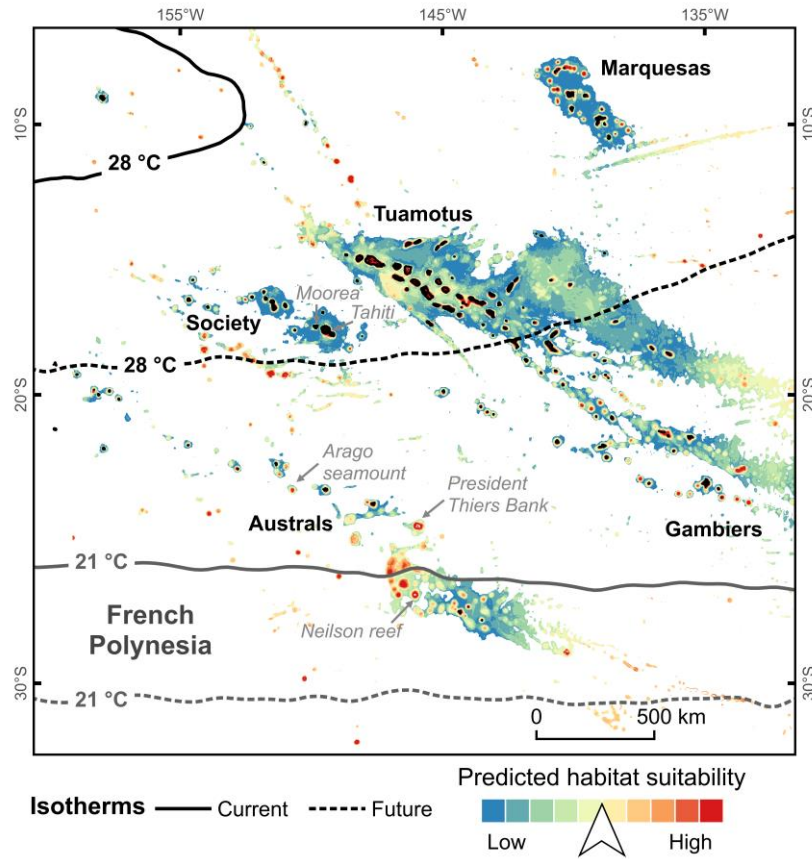 155°W 145°W 135°W
Marquesas
10°S 10°S
28 °C
Tuamotus
Moorea
Tahiti
Society
28 °C
20°S 20°S
Arago
seamount
President
Thiers Bank
Australs
Gambiers
21 °C
French
Polynesia
Neilson reef
30°S 30°S
21 °C
0 500 km
Predicted habitat suitability
Isotherms Current Future
Low High